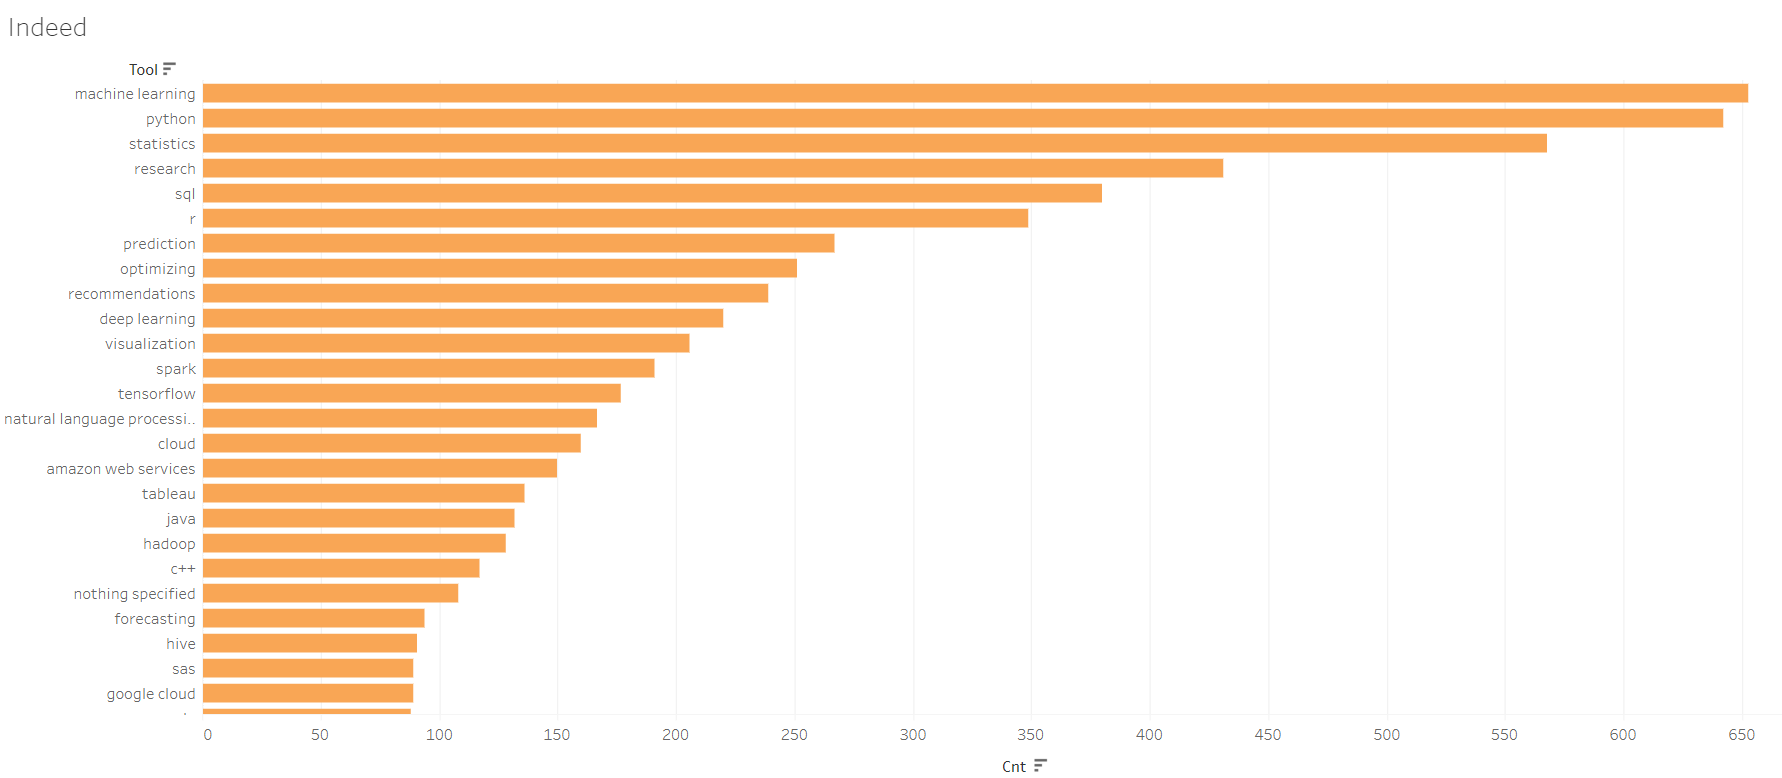 Indeed
Tool
machine learning
python
statistics
research
sql
r
prediction
optimizing
recommendations
deep learning
visualization
spark
tensorflow
natural language processi..
cloud
amazon web services
tableau
java
hadoop
c++
nothing specified
forecasting
hive
sas
google cloud
0 50 100 150 200 250 300 350 400 450 500 550 600 650
Cnt